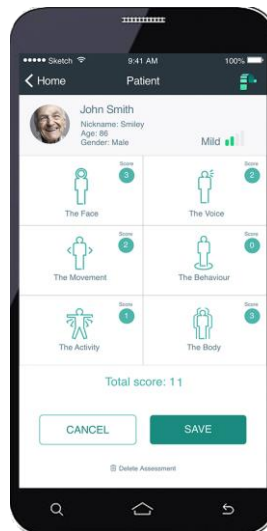 Sketch 9:41 AM 100%
Home Patient
John Smith
Nickname: Smiley
Age: 86
Gender: Male
Mild
Score Score
3 2
The Face The Voice
Score Score
2 0
The Movement The Behaviour
Score Score
1 3
The Activity The Body
Total score: 11
CANCEL SAVE
Delete Assessment